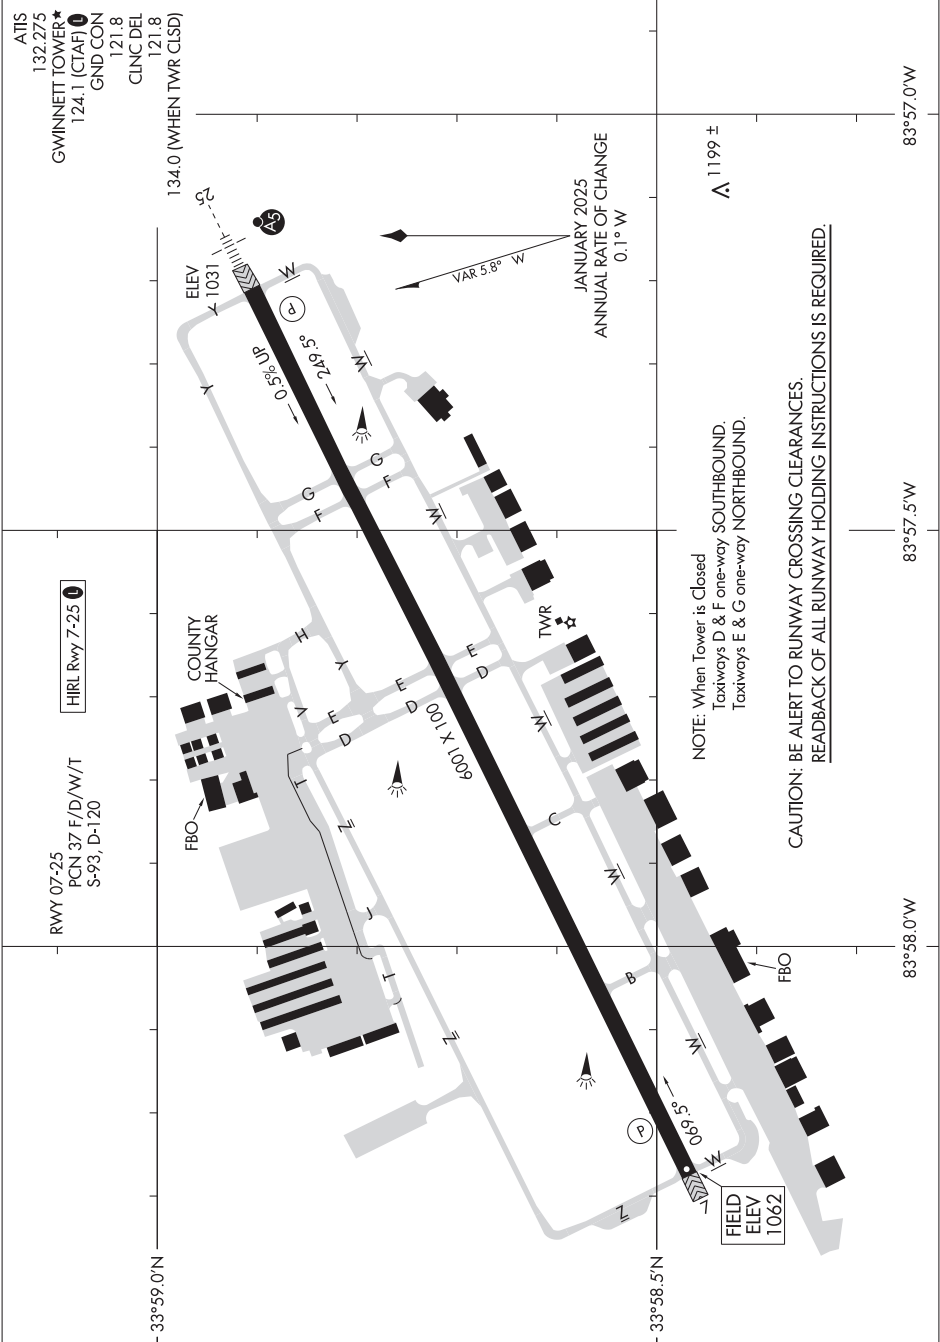 ATIS
132.275
GWINNETT TOWER★
124.1 (CTAF) L
GND CON
121.8
CLNC DEL
121.8
134.0 (WHEN TWR CLSD)
HIRL Rwy 7-25 L
RWY 07-25
PCN 37 F/D/W/T
S-93, D-120
25
A5
ELEV
1031
Y
W
P
Y
0.5% UP
249.5°
W
G
F
G
F
W
VAR 5.8° W
JANUARY 2025
ANNUAL RATE OF CHANGE
0.1° W
1199 ±
COUNTY
HANGAR
H
Y
A
E
D
E
D
E
D
TWR
6001 X 100
FBO
T
Z
W
C
W
J
I
Z
B
FBO
W
P
069.5°
W
Z
7
FIELD
ELEV
1062
NOTE: When Tower is Closed
Taxiways D & F one-way SOUTHBOUND.
Taxiways E & G one-way NORTHBOUND.
CAUTION: BE ALERT TO RUNWAY CROSSING CLEARANCES.
READBACK OF ALL RUNWAY HOLDING INSTRUCTIONS IS REQUIRED.
33°59.0'N
33°58.5'N
83°58.0'W
83°57.5'W
83°57.0'W